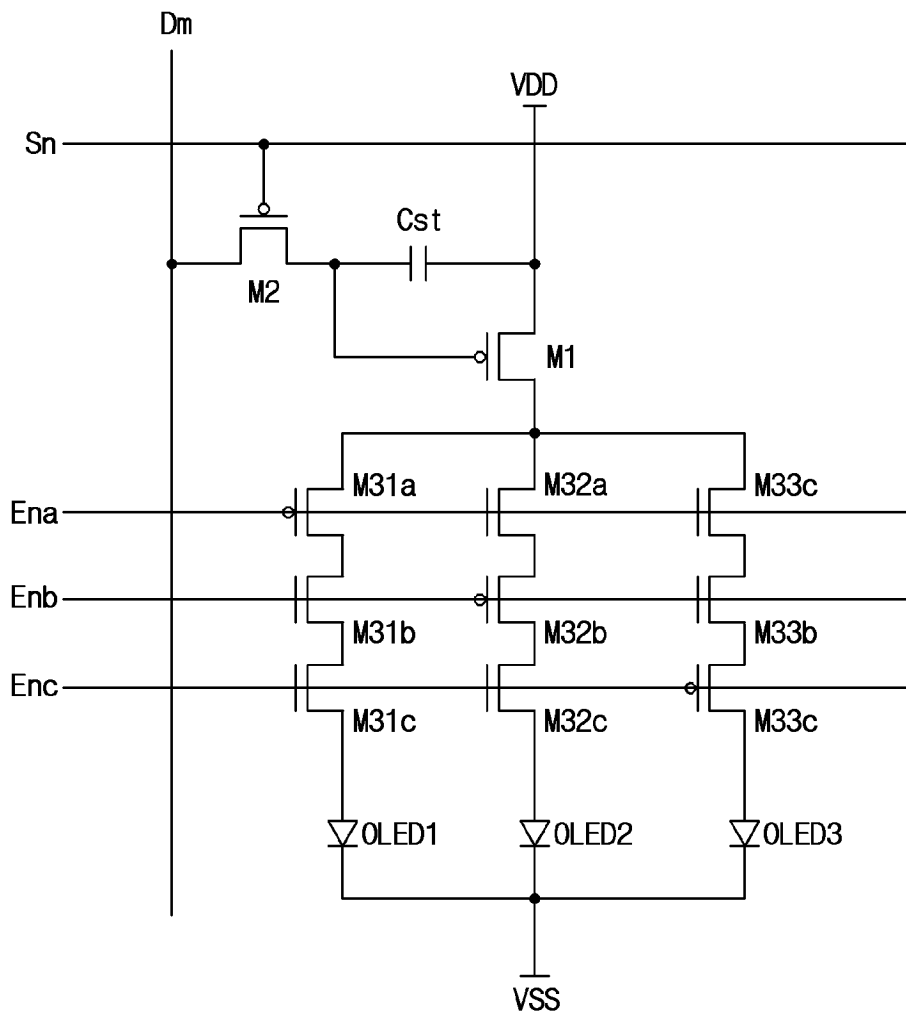 Dm
VDD
Sn
Cst
M2
M1
M31a
M32a
M33c
Ena
Enb
M31b
M32b
M33b
Enc
M31c
M32c
M33c
OLED1
OLED2
OLED3
VSS